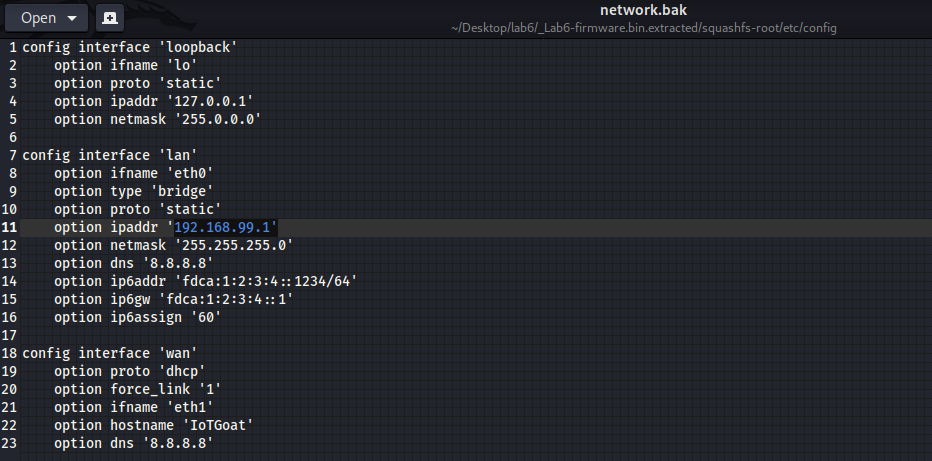 Open
network.bak
~/Desktop/lab6/_Lab6-firmware.bin.extracted/squashfs-root/etc/config
1 config interface 'loopback'
2     option ifname 'lo'
3     option proto 'static'
4     option ipaddr '127.0.0.1'
5     option netmask '255.0.0.0'
6
7 config interface 'lan'
8     option ifname 'eth0'
9     option type 'bridge'
10     option proto 'static'
11     option ipaddr '192.168.99.1'
12     option netmask '255.255.255.0'
13     option dns '8.8.8.8'
14     option ip6addr 'fdca:1:2:3:4::1234/64'
15     option ip6gw 'fdca:1:2:3:4::1'
16     option ip6assign '60'
17
18 config interface 'wan'
19     option proto 'dhcp'
20     option force_link '1'
21     option ifname 'eth1'
22     option hostname 'IoTGoat'
23     option dns '8.8.8.8'